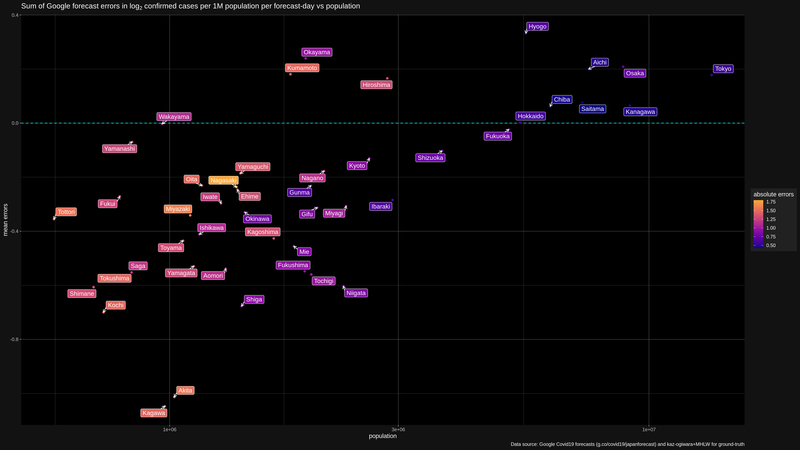 Sum of Google forecast errors in log₂ confirmed cases per 1M population per forecast-day vs population
0.4
Hyogo
Okayama
Aichi
Kumamoto
Tokyo
Osaka
Hiroshima
Chiba
Saitama
Kanagawa
Wakayama
Hokkaido
0.0
Fukuoka
Yamanashi
Shizuoka
Kyoto
Yamaguchi
Oita
Nagasaki
Nagano
Gunma
Iwate
Ehime
absolute errors
1.75
1.50
1.25
1.00
0.75
0.50
Fukui
Ibaraki
Tottori
Miyazaki
Gifu
Miyagi
Okinawa
mean errors
Ishikawa
Kagoshima
-0.4
Toyama
Mie
Saga
Fukushima
Yamagata
Aomori
Tokushima
Tochigi
Shimane
Niigata
Shiga
Kochi
-0.8
Akita
Kagawa
1e+06
3e+06
1e+07
population
Data source: Google Covid19 forecasts (g.co/covid19/japanforecast) and kaz-ogiwara+MHLW for ground-truth